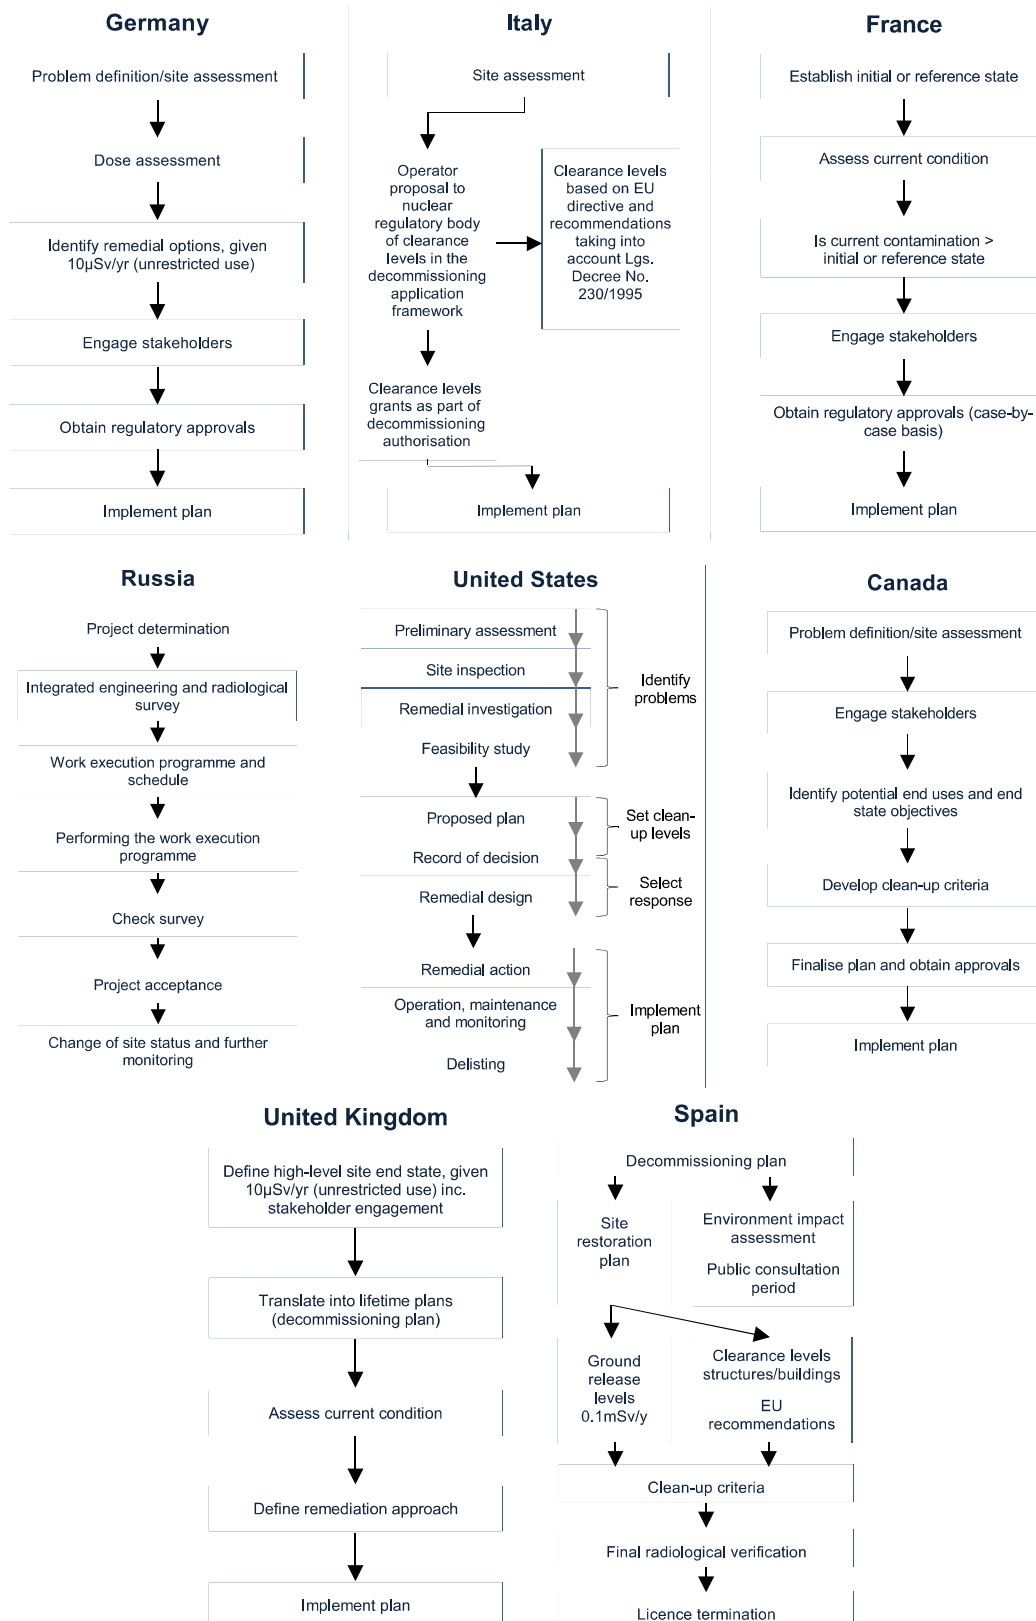 Germany
Problem definition/site assessment
Dose assessment
Identify remedial options, given
10µSv/yr (unrestricted use)
Engage stakeholders
Obtain regulatory approvals
Implement plan
Italy
Site assessment
Operator
proposal to
nuclear
regulatory body
of clearance
levels in the
decommissioning
application
framework
Clearance levels
based on EU
directive and
recommendations
taking into
account Lgs.
Decree No.
230/1995
Clearance levels
grants as part of
decommissioning
authorisation
Implement plan
France
Establish initial or reference state
Assess current condition
Is current contamination >
initial or reference state
Engage stakeholders
Obtain regulatory approvals (case-by-
case basis)
Implement plan
Russia
Project determination
Integrated engineering and radiological
survey
Work execution programme and
schedule
Performing the work execution
programme
Check survey
Project acceptance
Change of site status and further
monitoring
United States
Preliminary assessment
Site inspection
Remedial investigation
Feasibility study
Identify
problems
Proposed plan
Record of decision
Set clean-
up levels
Remedial design
Select
response
Remedial action
Operation, maintenance
and monitoring
Delisting
Implement
plan
Canada
Problem definition/site assessment
Engage stakeholders
Identify potential end uses and end
state objectives
Develop clean-up criteria
Finalise plan and obtain approvals
Implement plan
United Kingdom
Define high-level site end state, given
10µSv/yr (unrestricted use) inc.
stakeholder engagement
Translate into lifetime plans
(decommissioning plan)
Assess current condition
Define remediation approach
Implement plan
Spain
Decommissioning plan
Site
restoration
plan
Environment impact
assessment
Public consultation
period
Ground
release
levels
0.1mSv/y
Clearance levels
structures/buildings
EU
recommendations
Clean-up criteria
Final radiological verification
Licence termination